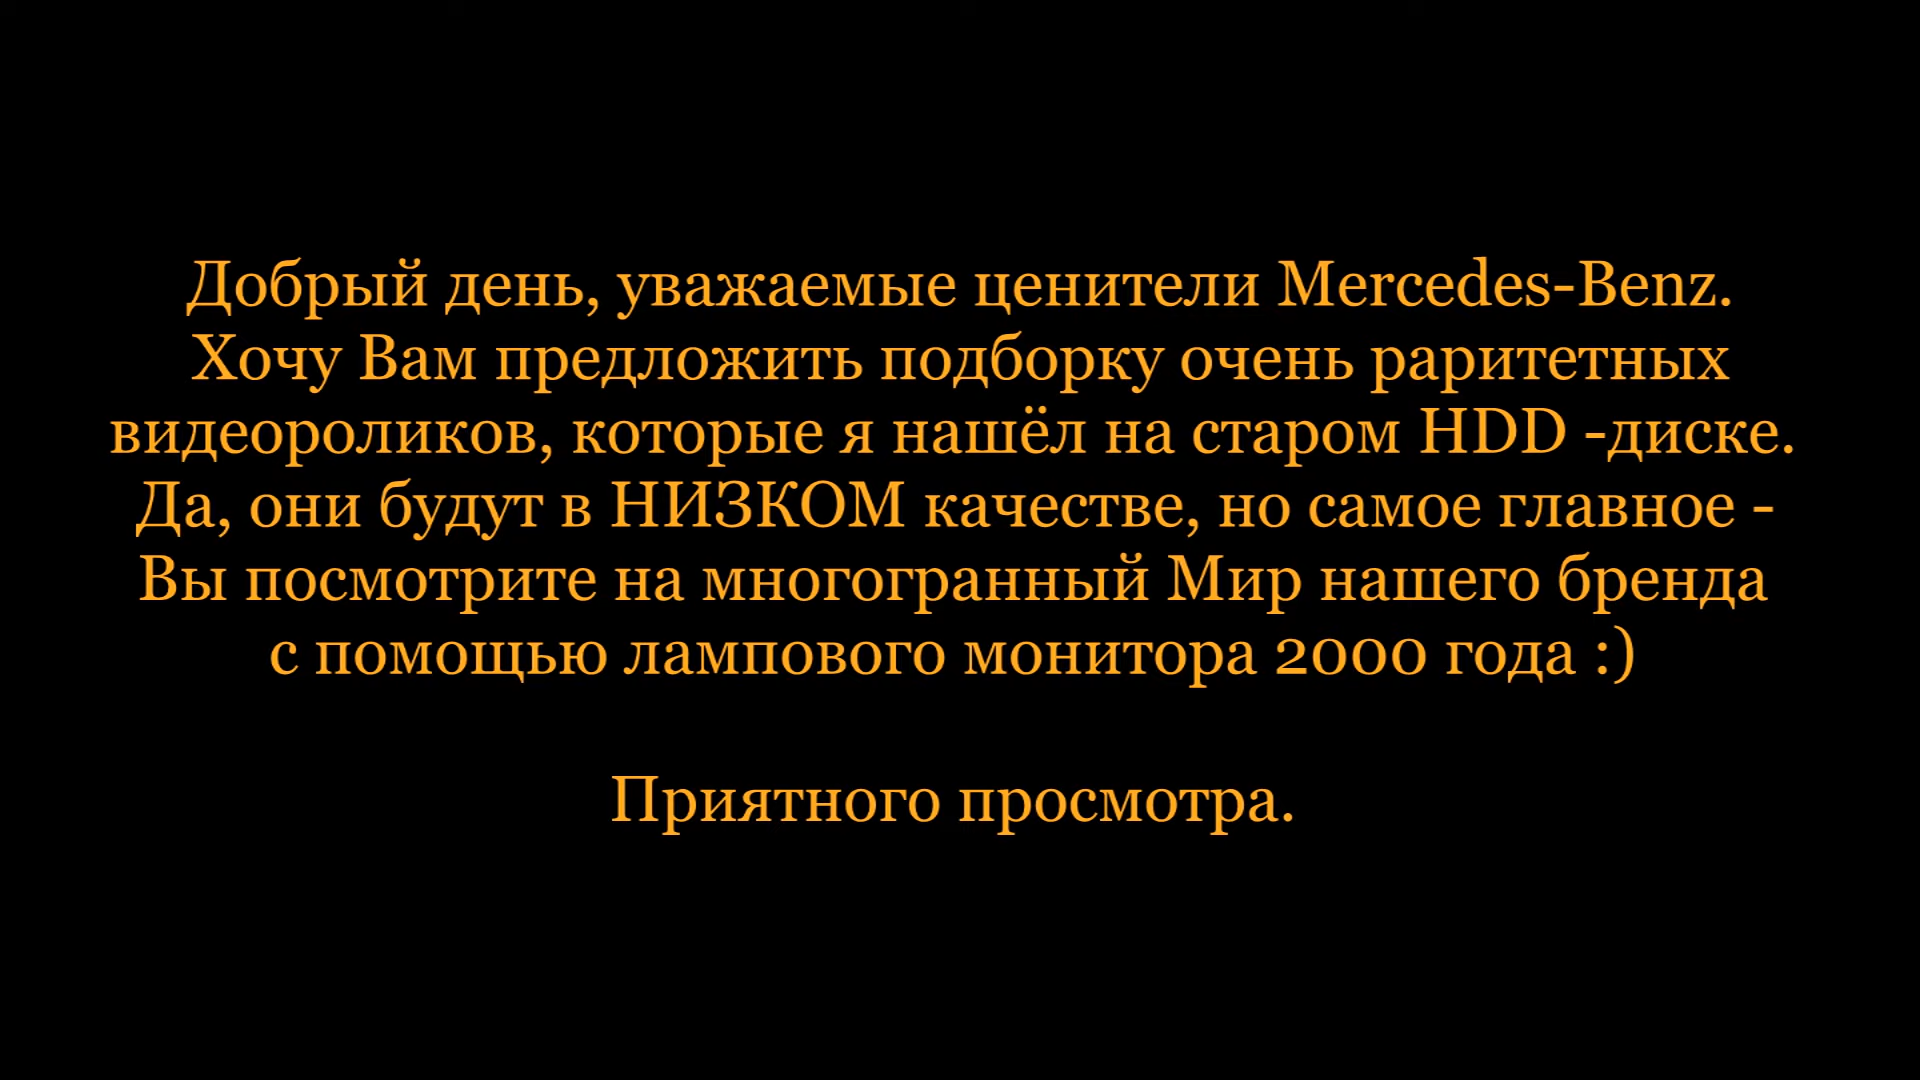 Добрый день, уважаемые ценители Mercedes-Benz.
Хочу Вам предложить подборку очень раритетных
видеороликов, которые я нашёл на старом HDD -диске.
Да, они будут в НИЗКОМ качестве, но самое главное -
Вы посмотрите на многогранный Мир нашего бренда
с помощью лампового монитора 2000 года :)
Приятного просмотра.